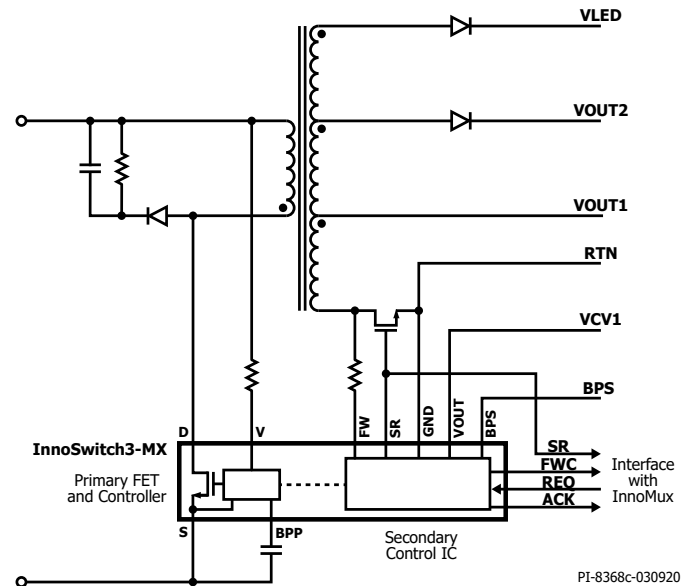 VLED
VOUT2
VOUT1
RTN
VCV1
BPS
FW
SR
GND
VOUT
BPS
D
V
InnoSwitch3-MX
Primary FET
and Controller
S
BPP
Secondary
Control IC
SR
FWC
REQ
ACK
Interface
with
InnoMux
PI-8368c-030920